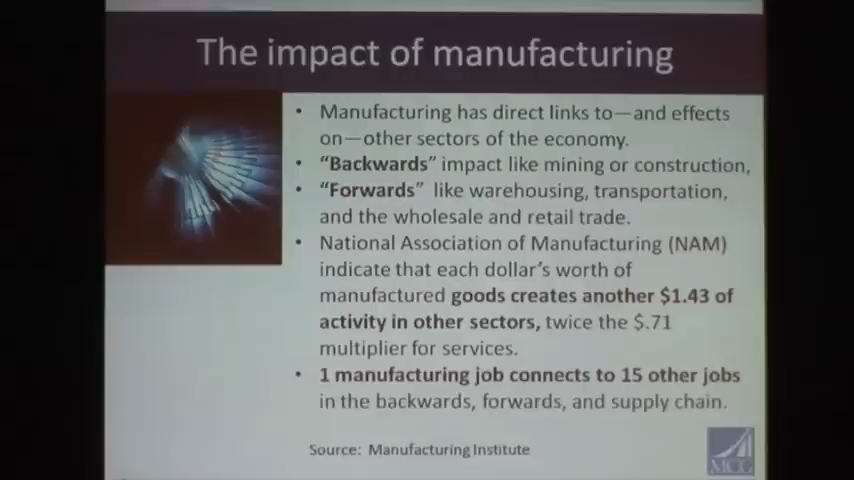 The impact of manufacturing
• Manufacturing has direct links to—and effects
on—other sectors of the economy.
• “Backwards” impact like mining or construction,
• “Forwards” like warehousing, transportation,
and the wholesale and retail trade.
• National Association of Manufacturing (NAM)
indicate that each dollar’s worth of
manufactured goods creates another $1.43 of
activity in other sectors, twice the $.71
multiplier for services.
• 1 manufacturing job connects to 15 other jobs
in the backwards, forwards, and supply chain.
Source: Manufacturing Institute
MCG